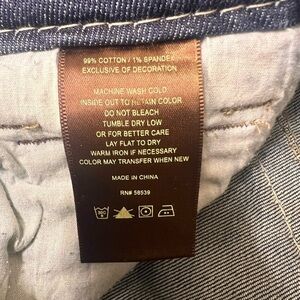 99% COTTON / 1% SPANDEX
EXCLUSIVE OF DECORATION
MACHINE WASH COLD
INSIDE OUT TO RETAIN COLOR
DO NOT BLEACH
TUMBLE DRY LOW
OR FOR BETTER CARE
LAY FLAT TO DRY
WARM IRON IF NECESSARY
COLOR MAY TRANSFER WHEN NEW
MADE IN CHINA
RN# 58539